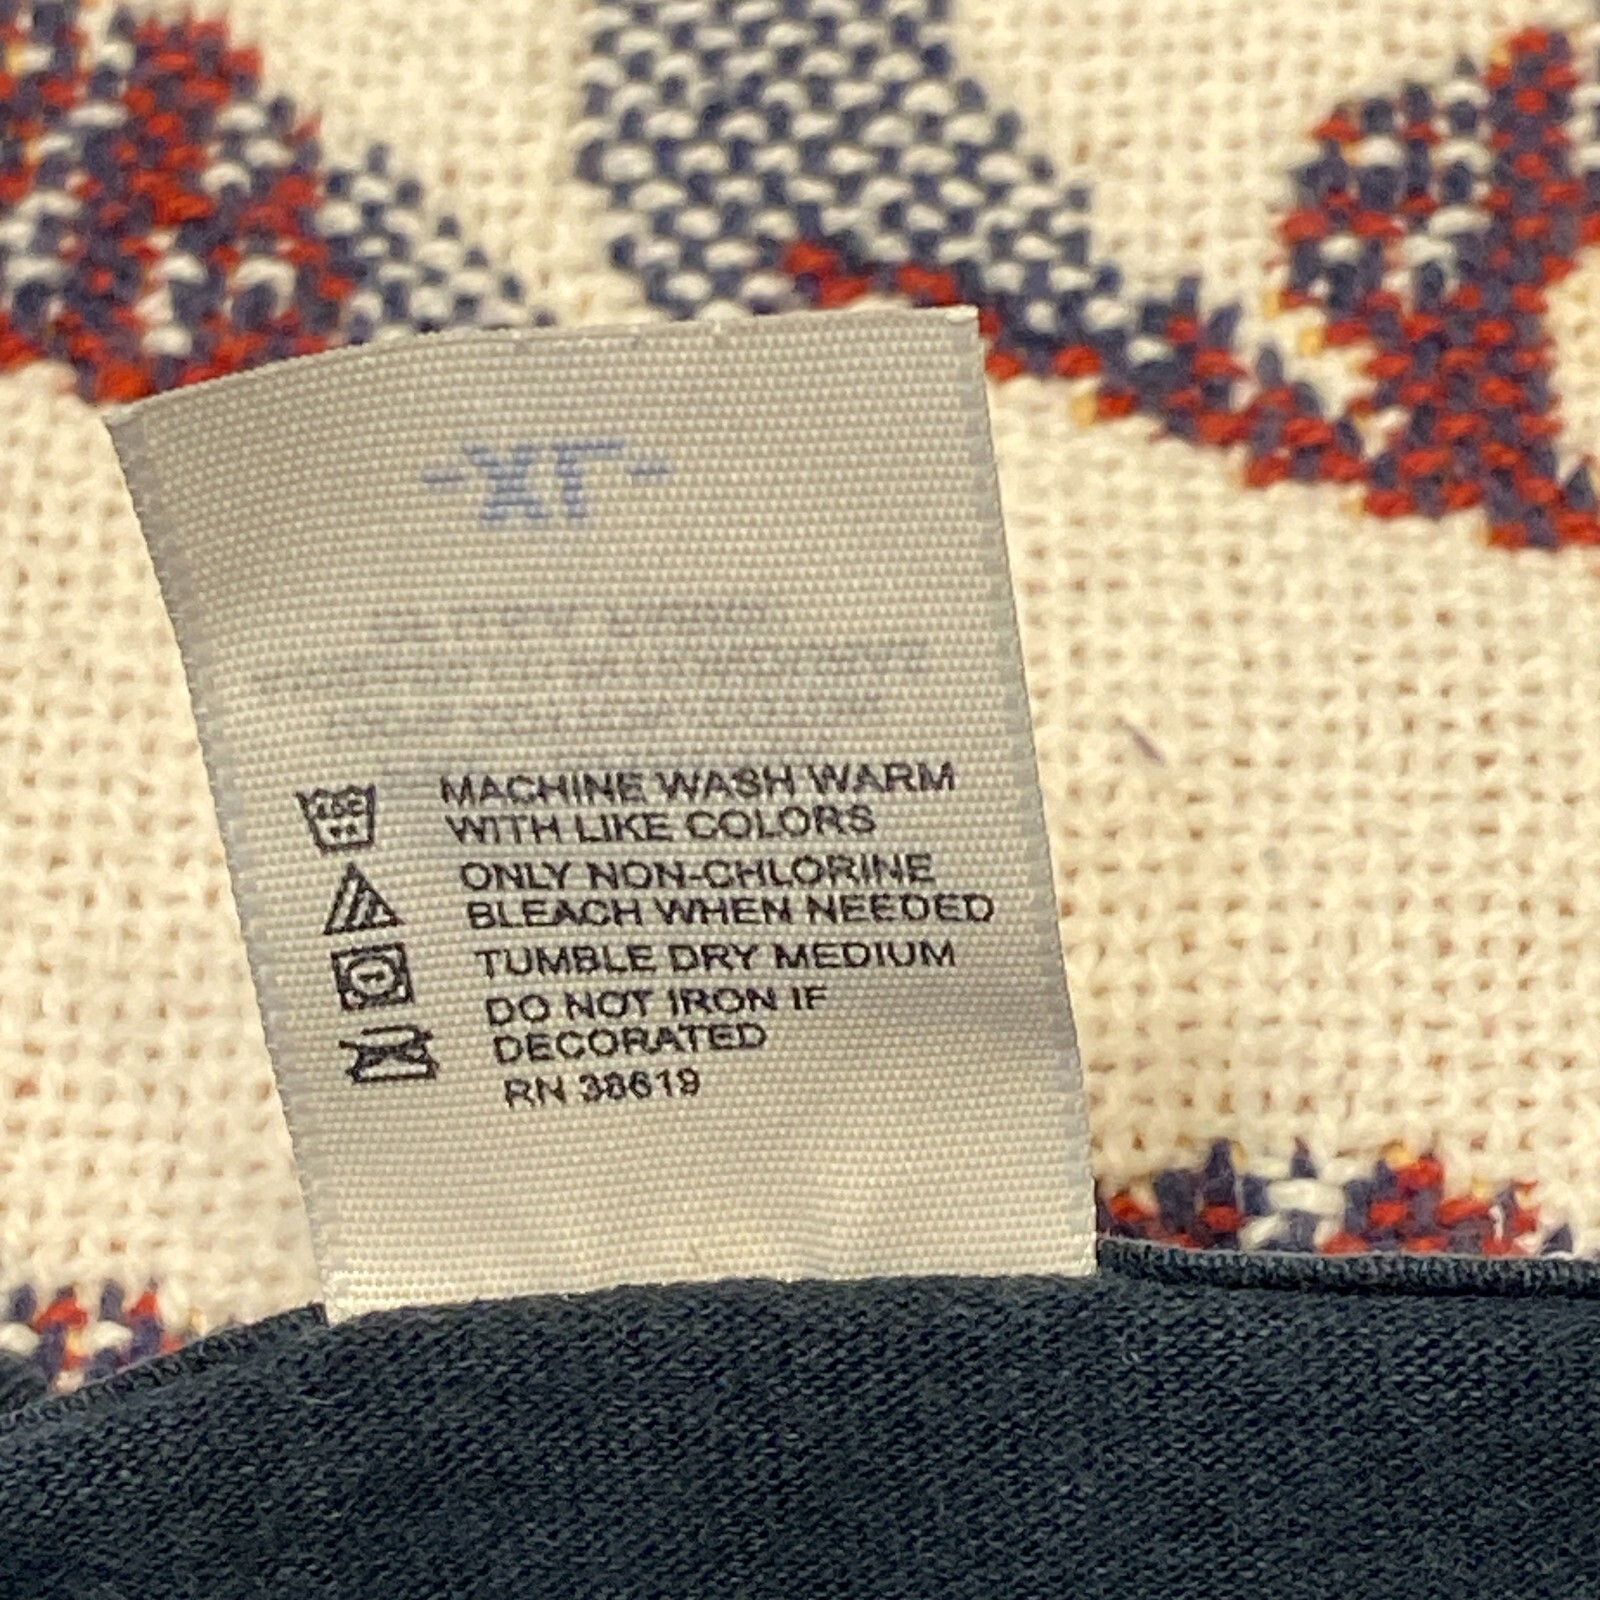 -XL-
MACHINE WASH WARM
WITH LIKE COLORS
ONLY NON-CHLORINE
BLEACH WHEN NEEDED
TUMBLE DRY MEDIUM
DO NOT IRON IF
DECORATED
RN 38619